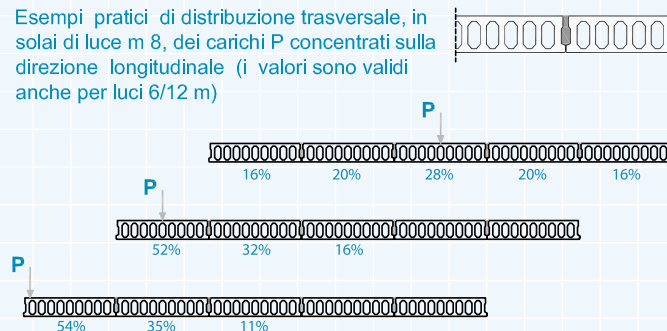 Esempi pratici di distribuzione trasversale, in
solai di luce m 8, dei carichi P concentrati sulla
direzione longitudinale (i valori sono validi
anche per luci 6/12 m)
P
16% 20% 28% 20% 16%
P
52% 32% 16%
P
54% 35% 11%